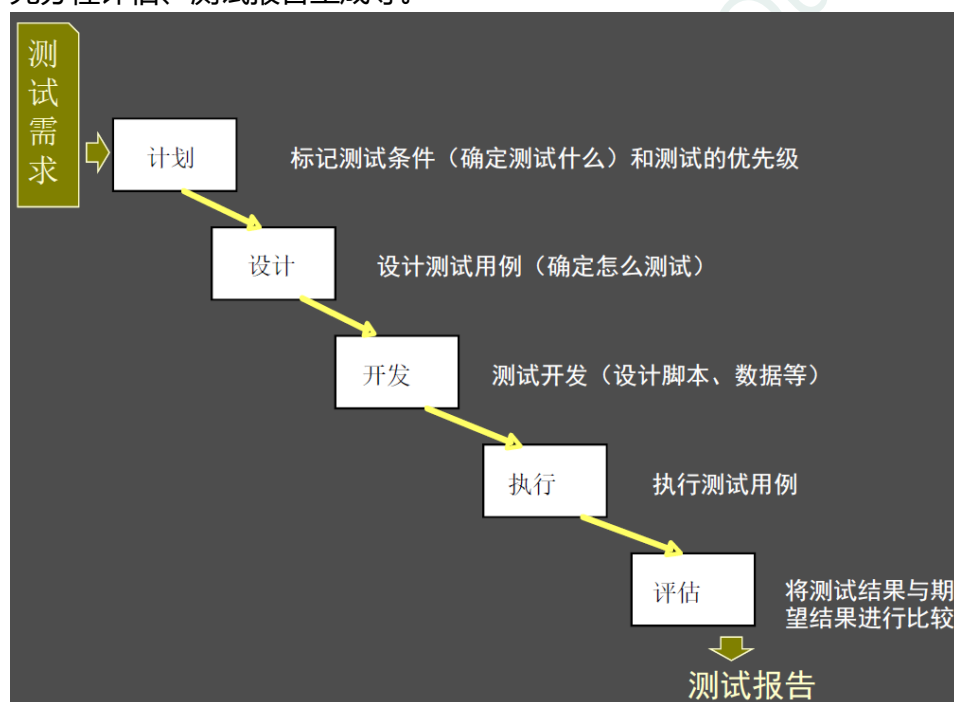 测试需求
计划
标记测试条件（确定测试什么）和测试的优先级
设计
设计测试用例（确定怎么测试）
开发
测试开发（设计脚本、数据等）
执行
执行测试用例
评估
将测试结果与期
望结果进行比较
测试报告